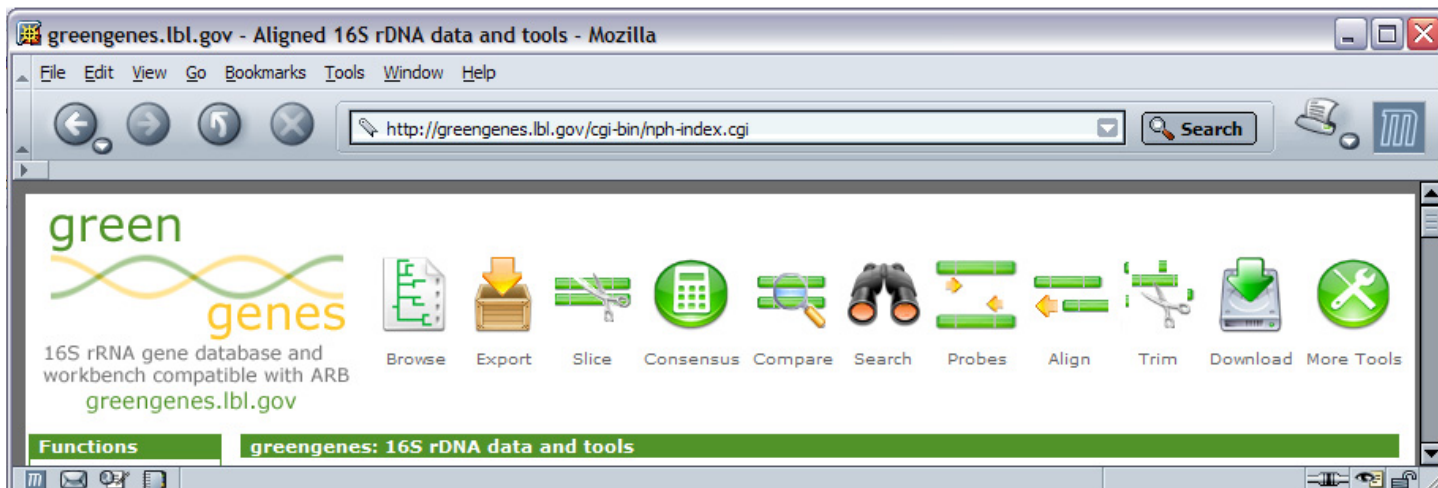 greengenes.lbl.gov - Aligned 16S rDNA data and tools - Mozilla
File Edit View Go Bookmarks Tools Window Help
http://greengenes.lbl.gov/cgi-bin/nph-index.cgi Search
green
genes
16S rRNA gene database and
workbench compatible with ARB
greengenes.lbl.gov
Browse Export Slice Consensus Compare Search Probes Align Trim Download More Tools
Functions greengenes: 16S rDNA data and tools